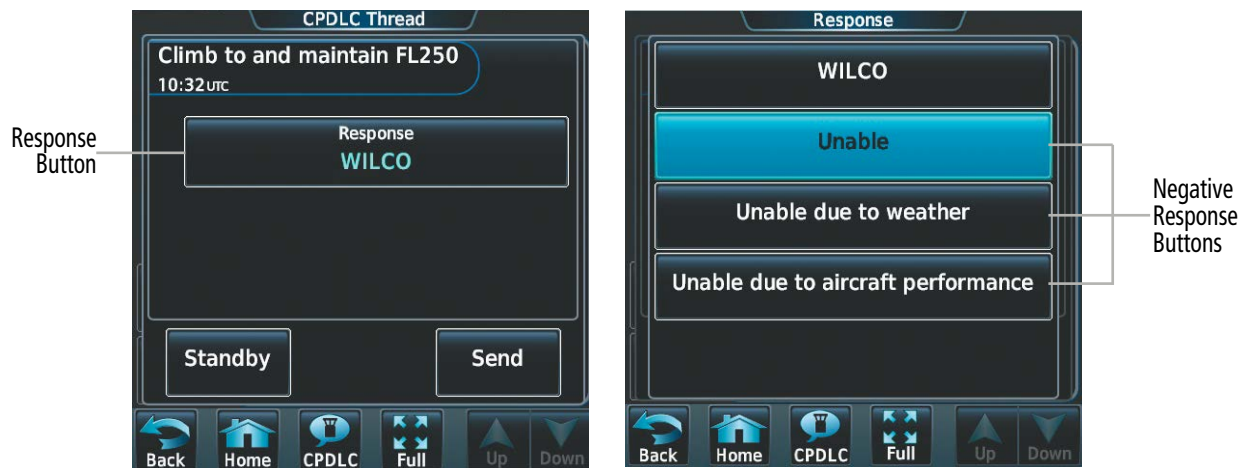 CPDLC Thread
Climb to and maintain FL250
10:32UTC
Response
WILCO
Standby
Send
Back
Home
CPDLC
Full
Up
Down
Response
Button
Response
WILCO
Unable
Unable due to weather
Unable due to aircraft performance
Back
Home
CPDLC
Full
Up
Down
Negative
Response
Buttons